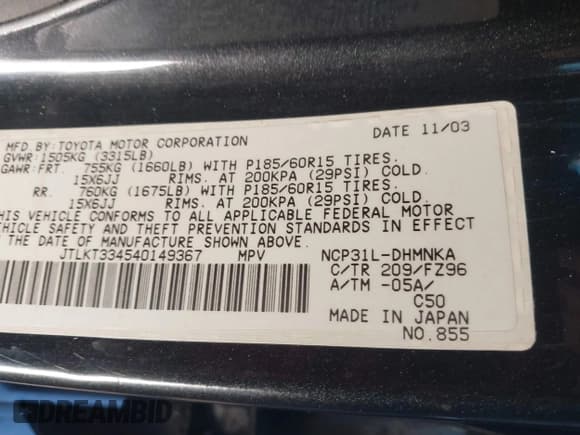 MFD.BY:TOYOTA MOTOR CORPORATION DATE 11/03
GVWR:1505KG (3315LB)
GAWR:FRT. 755KG (1660LB) WITH P185/60R15 TIRES.
15X6JJ RIMS. AT 200KPA (29PSI) COLD.
RR. 760KG (1675LB) WITH P185/60R15 TIRES.
15X6JJ RIMS. AT 200KPA (29PSI) COLD.
THIS VEHICLE CONFORMS TO ALL APPLICABLE FEDERAL MOTOR
VEHICLE SAFETY AND THEFT PREVENTION STANDARDS IN EFFECT
ON THE DATE OF MANUFACTURE SHOWN ABOVE.
JTLKT334540149367 MPV NCP31L-DHMNKA
C/TR 209/FZ96
A/TM -05A/
C50
MADE IN JAPAN
NO.855
DREAMBID